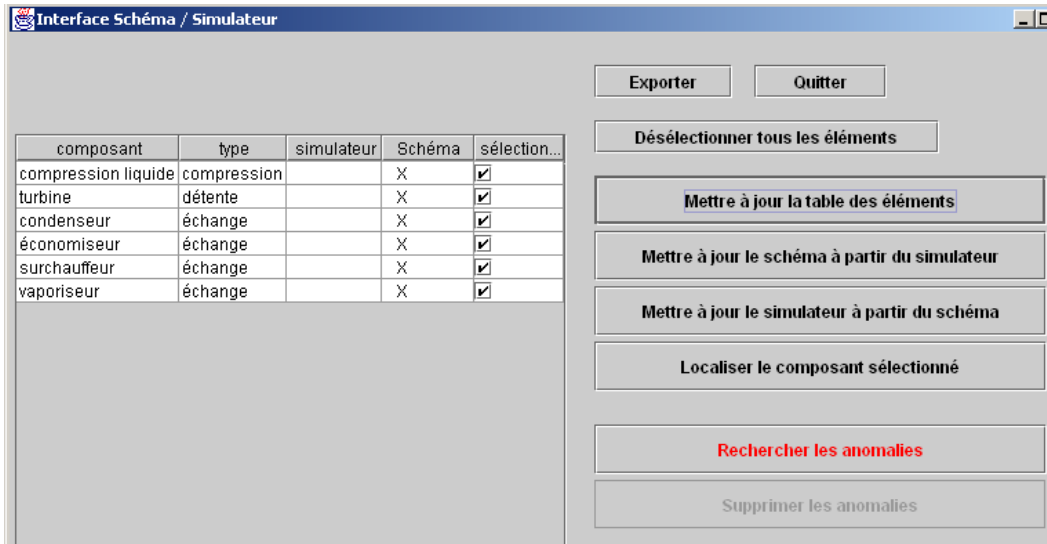 Interface Schéma / Simulateur
Exporter Quitter
Désélectionner tous les éléments
composant type simulateur Schéma sélection...
compression liquide compression X
turbine détente X
condenseur échange X
économiseur échange X
surchauffeur échange X
vaporiseur échange X
Mettre à jour la table des éléments
Mettre à jour le schéma à partir du simulateur
Mettre à jour le simulateur à partir du schéma
Localiser le composant sélectionné
Rechercher les anomalies
Supprimer les anomalies